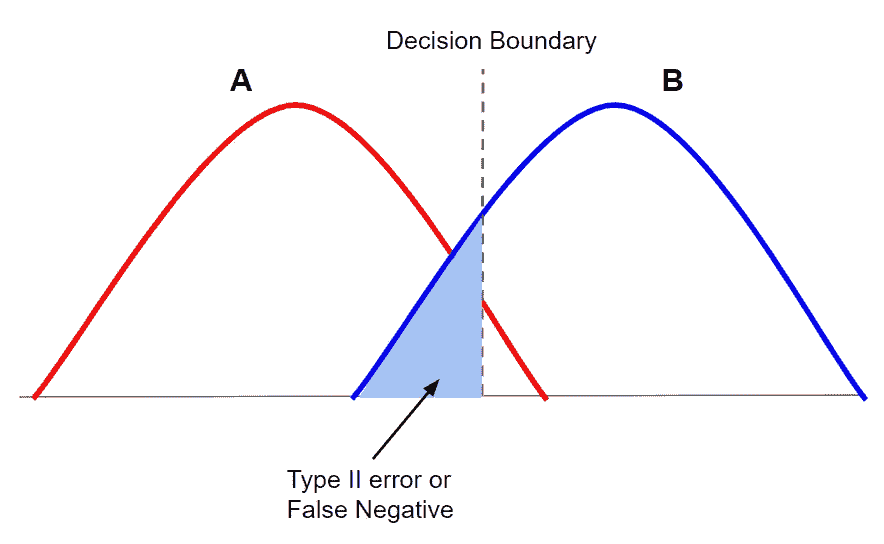 Decision Boundary
A
B
Type II error or
False Negative